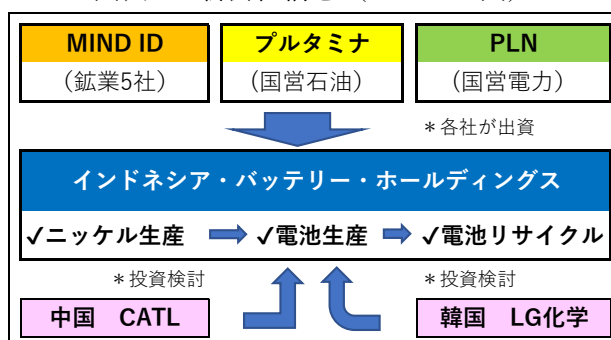 MIND ID プルタミナ PLN
(鉱業5社) (国営石油) (国営電力)
＊各社が出資
インドネシア・バッテリー・ホールディングス
✓ニッケル生産 ✓電池生産 ✓電池リサイクル
＊投資検討 ＊投資検討
中国 CATL 韓国 LG化学